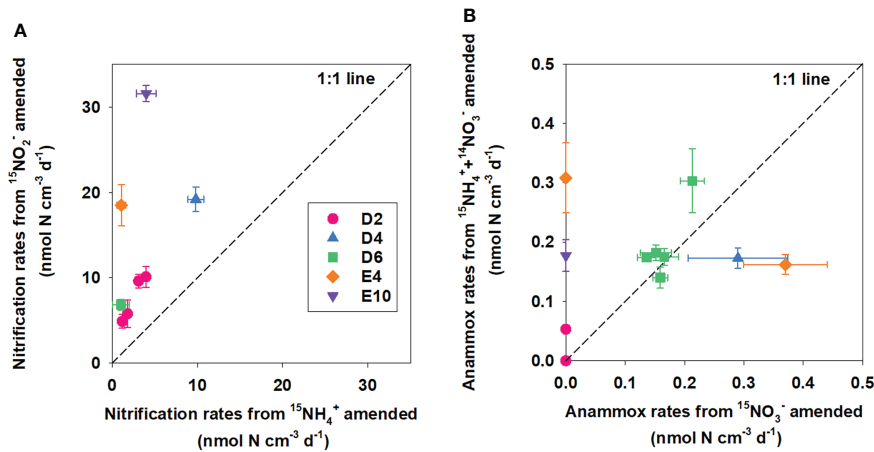 A
Nitrification rates from ¹⁵NO₂⁻ amended
(nmol N cm⁻³ d⁻¹)
30
20
10
0
1:1 line
D2
D4
D6
E4
E10
0 10 20 30
Nitrification rates from ¹⁵NH₄⁺ amended
(nmol N cm⁻³ d⁻¹)
B
Anammox rates from ¹⁵NH₄⁺+¹⁴NO₃⁻ amended
(nmol N cm⁻³ d⁻¹)
0.5
0.4
0.3
0.2
0.1
0.0
1:1 line
0.0 0.1 0.2 0.3 0.4 0.5
Anammox rates from ¹⁵NO₃⁻ amended
(nmol N cm⁻³ d⁻¹)